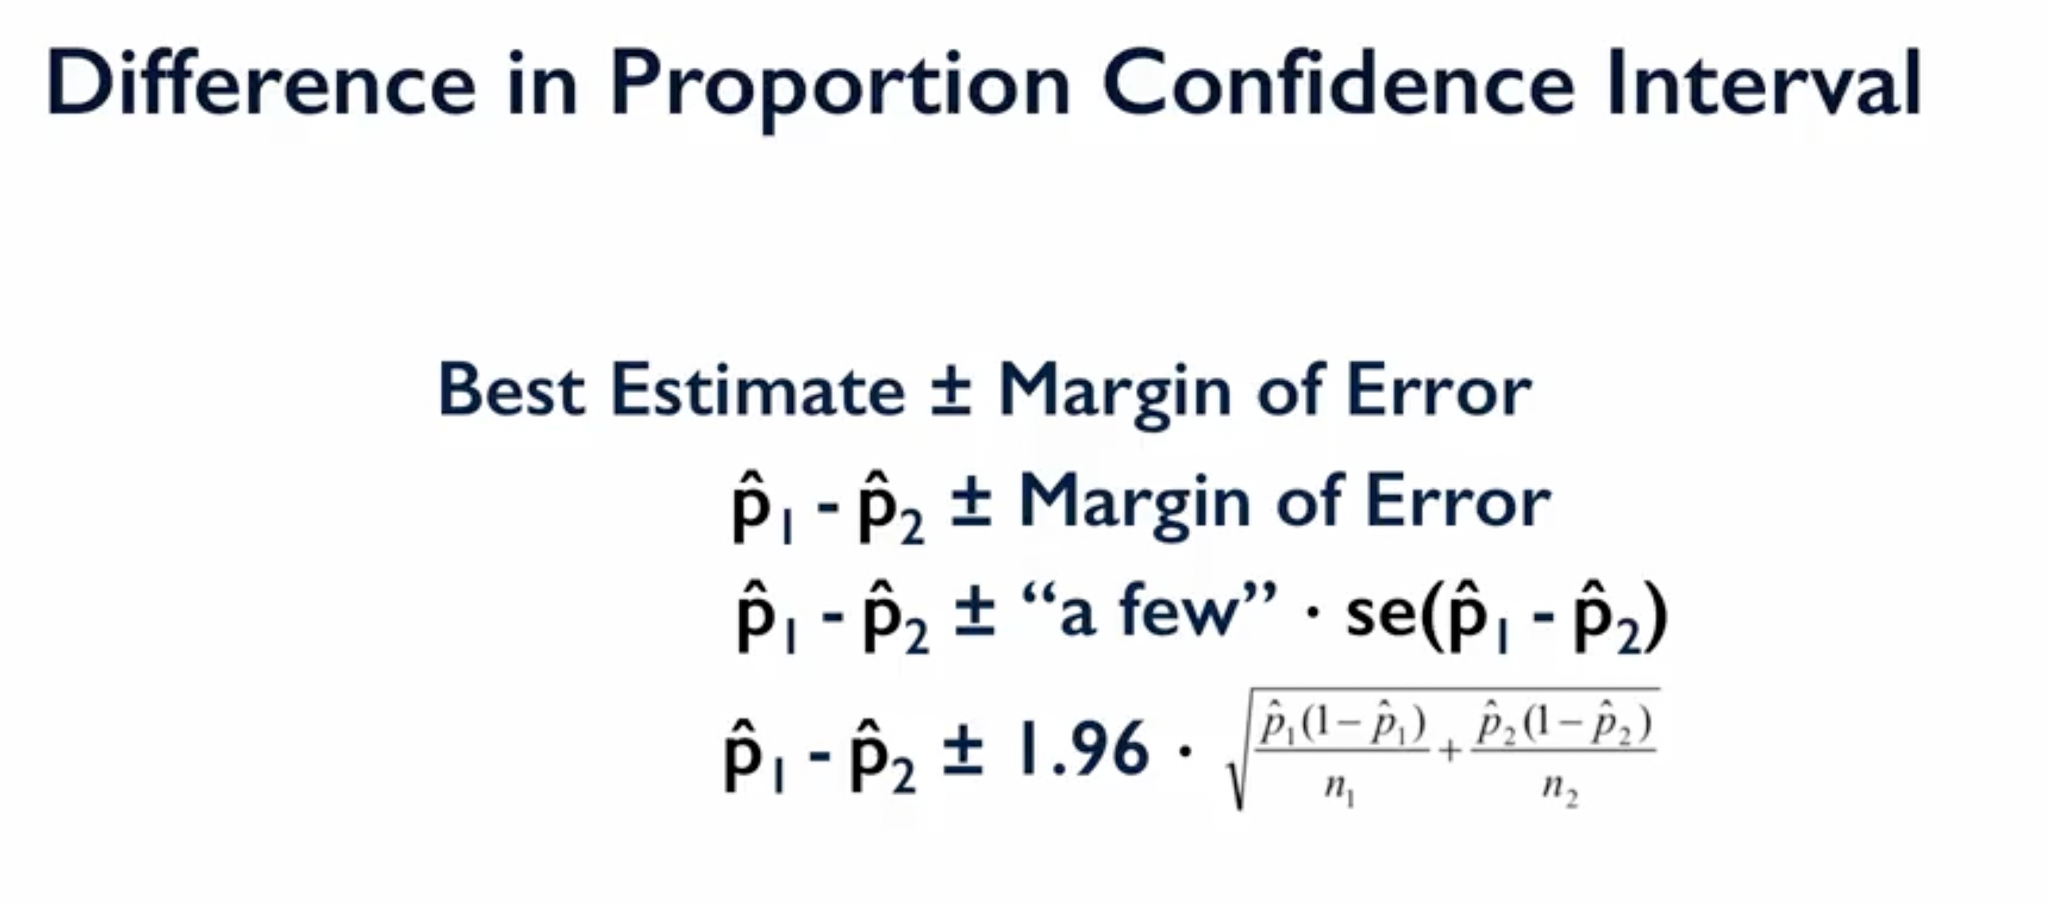 Difference in Proportion Confidence Interval
Best Estimate ± Margin of Error
p̂₁ - p̂₂ ± Margin of Error
p̂₁ - p̂₂ ± “a few” · se(p̂₁ - p̂₂)
p̂₁ - p̂₂ ± 1.96 · √(p̂₁(1−p̂₁)/n₁ + p̂₂(1−p̂₂)/n₂)